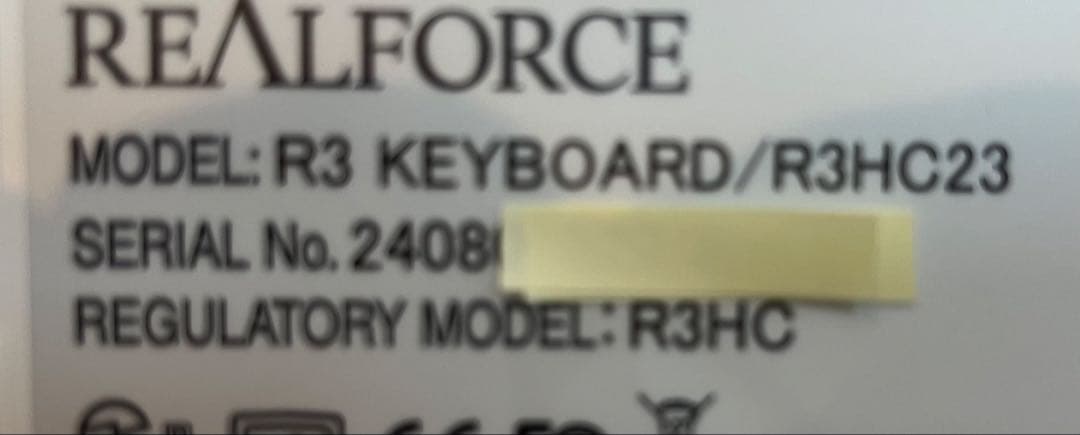 REALFORCE
MODEL: R3 KEYBOARD/R3HC23
SERIAL No. 2408
REGULATORY MODEL: R3HC